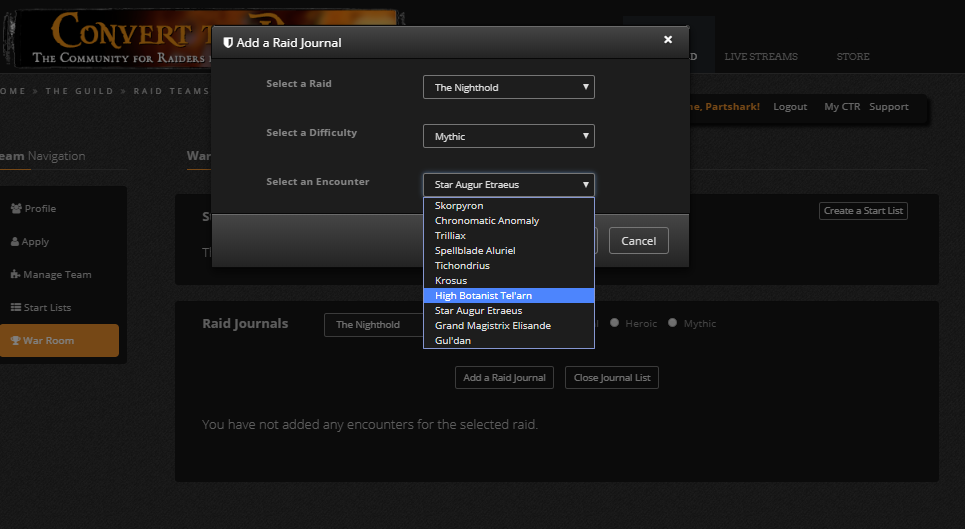 CONVERT
THE COMMUNITY FOR RAIDERS
Add a Raid Journal
LIVE STREAMS
STORE
OME » THE GUILD » RAID TEAMS
ne, Partshark!
Logout
My CTR
Support
Select a Raid
The Nighthold
Select a Difficulty
Mythic
Select an Encounter
Star Augur Etraeus
Skorpyron
Chronomatic Anomaly
Trilliax
Spellblade Aluriel
Tichondrius
Krosus
High Botanist Tel'arn
Star Augur Etraeus
Grand Magistrix Elisande
Gul'dan
Cancel
eam Navigation
Profile
Apply
Manage Team
Start Lists
War Room
War
Create a Start List
Raid Journals
The Nighthold
Heroic
Mythic
Add a Raid Journal
Close Journal List
You have not added any encounters for the selected raid.